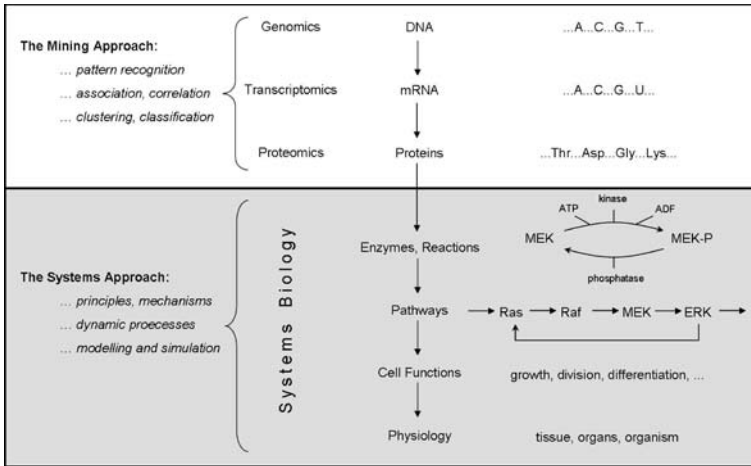 The Mining Approach:
... pattern recognition
... association, correlation
... clustering, classification
Genomics DNA ...A...C...G...T...
Transcriptomics mRNA ...A...C...G...U...
Proteomics Proteins ...Thr...Asp...Gly...Lys...
The Systems Approach:
... principles, mechanisms
... dynamic proecesses
... modelling and simulation
Systems Biology
Enzymes, Reactions
kinase
ATP ADF
MEK MEK-P
phosphatase
Pathways Ras Raf MEK ERK
Cell Functions growth, division, differentiation, ...
Physiology tissue, organs, organism